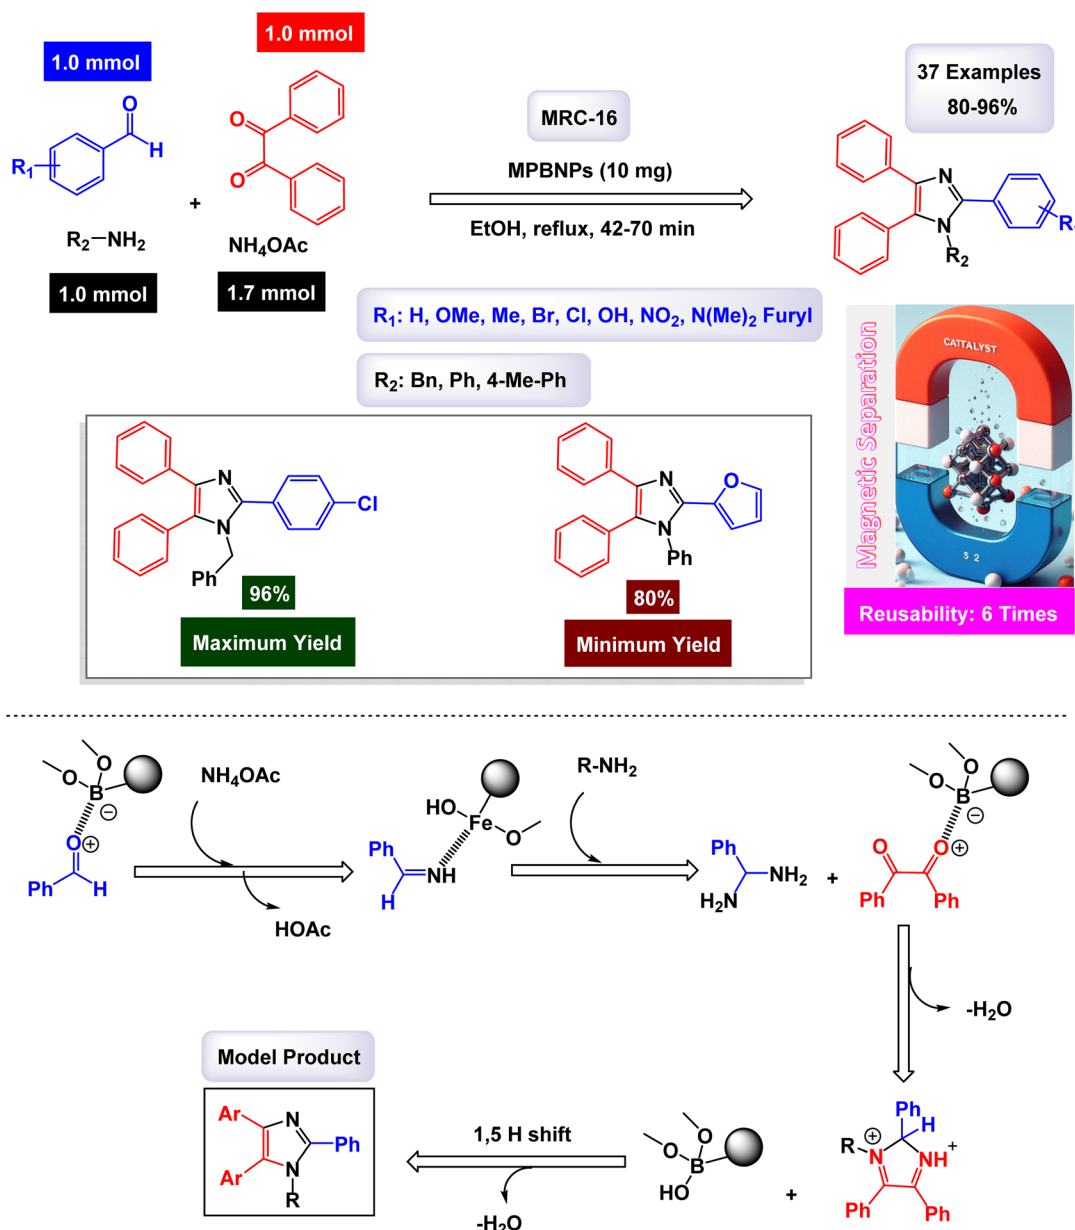 1.0 mmol
1.0 mmol
O
H
R1
O
O
+
R2—NH2
NH4OAc
1.0 mmol
1.7 mmol
MRC-16
MPBNPs (10 mg)
EtOH, reflux, 42-70 min
37 Examples
80-96%
N
N
R2
R1: H, OMe, Me, Br, Cl, OH, NO2, N(Me)2 Furyl
R2: Bn, Ph, 4-Me-Ph
N
N
Cl
Ph
96%
Maximum Yield
N
N
O
Ph
80%
Minimum Yield
Magnetic Separation
CATTALYST
S 2
Reusability: 6 Times
O
O
B
⊖
O
⊕
Ph
H
NH4OAc
HOAc
HO
Fe
O
Ph
NH
H
R-NH2
Ph
NH2
H2N
+
O
O
B
⊖
O
O
⊕
Ph
Ph
-H2O
Ph
H
R
⊕
N
NH
+
Ph
Ph
+
O
O
B
HO
1,5 H shift
-H2O
Model Product
Ar
N
Ph
Ar
N
R